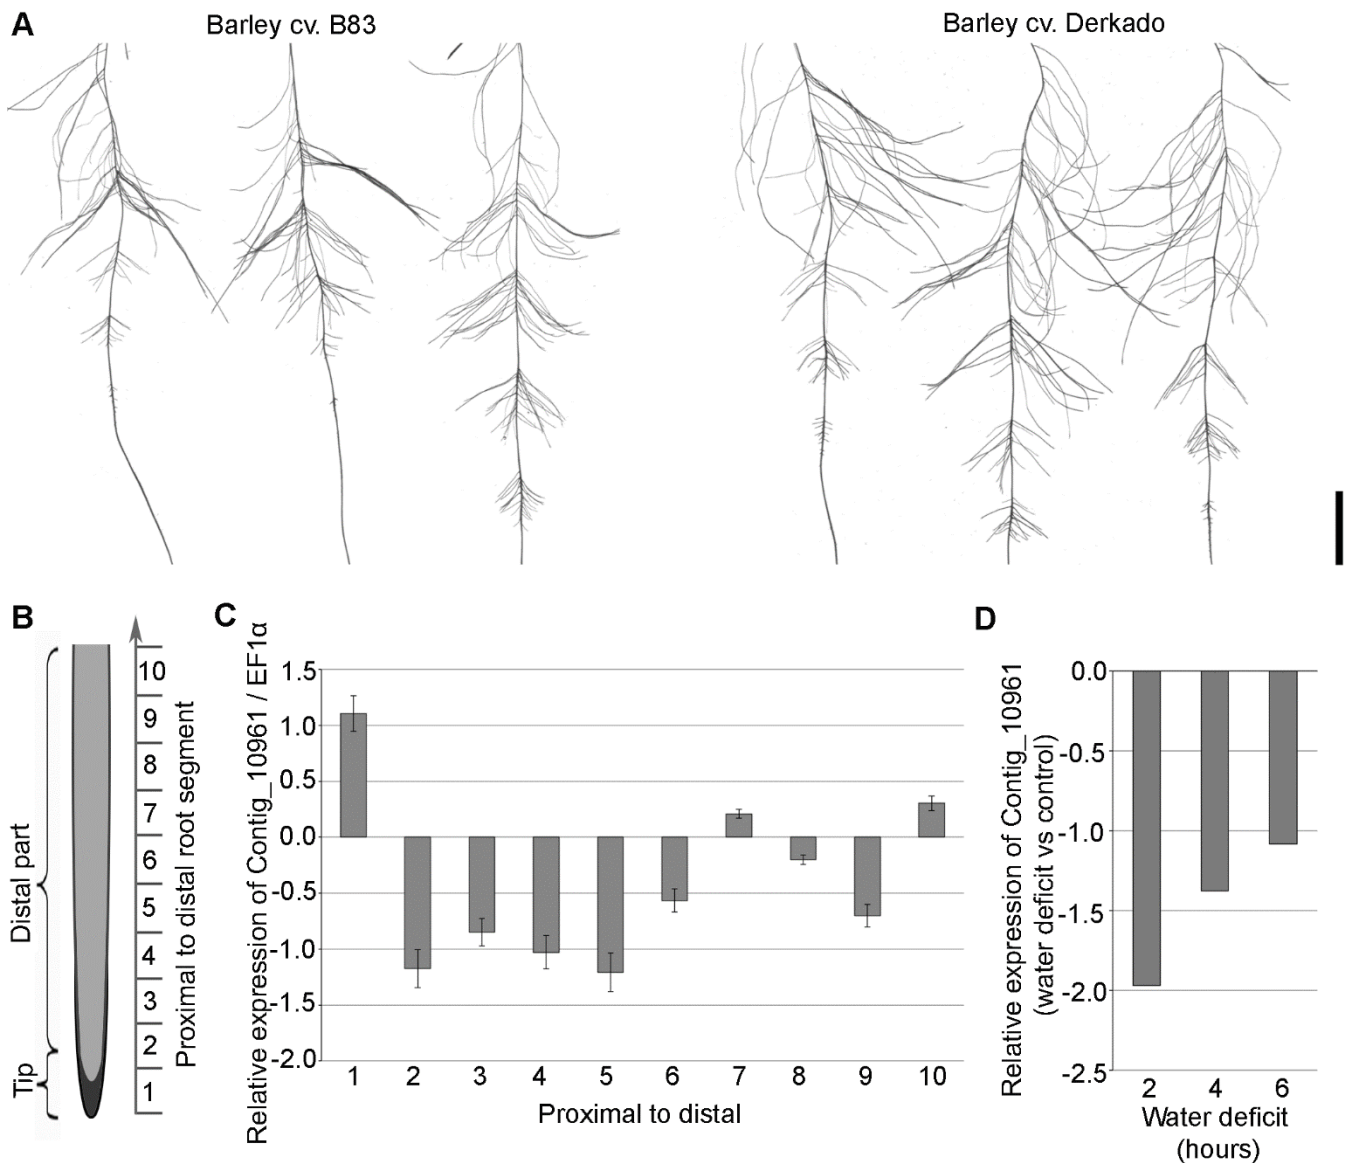 A
Barley cv. B83
Barley cv. Derkado
B
Distal part
Tip
10
9
8
7
6
5
4
3
2
1
Proximal to distal root segment
C
Relative expression of Contig_10961 / EF1α
1.5
1.0
0.5
0.0
-0.5
-1.0
-1.5
-2.0
1 2 3 4 5 6 7 8 9 10
Proximal to distal
D
Relative expression of Contig_10961
(water deficit vs control)
0.0
-0.5
-1.0
-1.5
-2.0
-2.5
2 4 6
Water deficit
(hours)